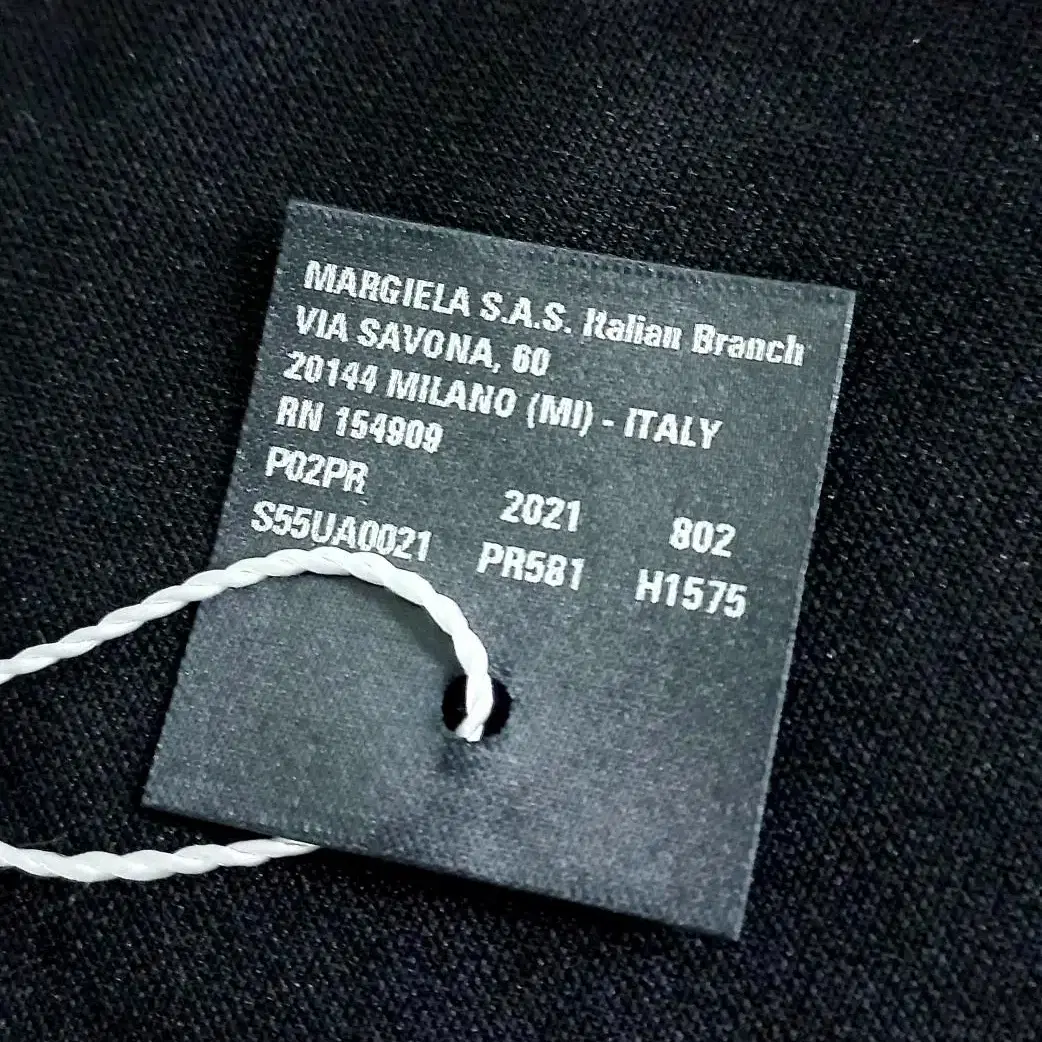 MARGIELA S.A.S. Italian Branch
VIA SAVONA, 60
20144 MILANO (MI) - ITALY
RN 154909
P02PR 2021 802
S55UA0021 PR581 H1575